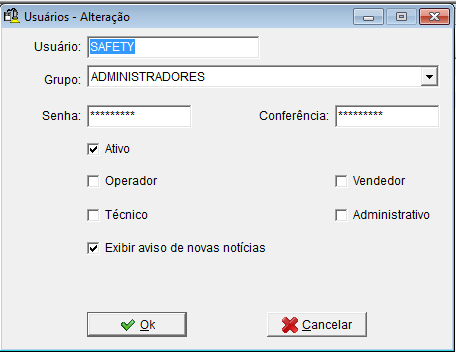 Usuários - Alteração
Usuário: SAFETY
Grupo: ADMINISTRADORES
Senha: ********* Conferência: *********
Ativo
Operador Vendedor
Técnico Administrativo
Exibir aviso de novas notícias
Ok Cancelar